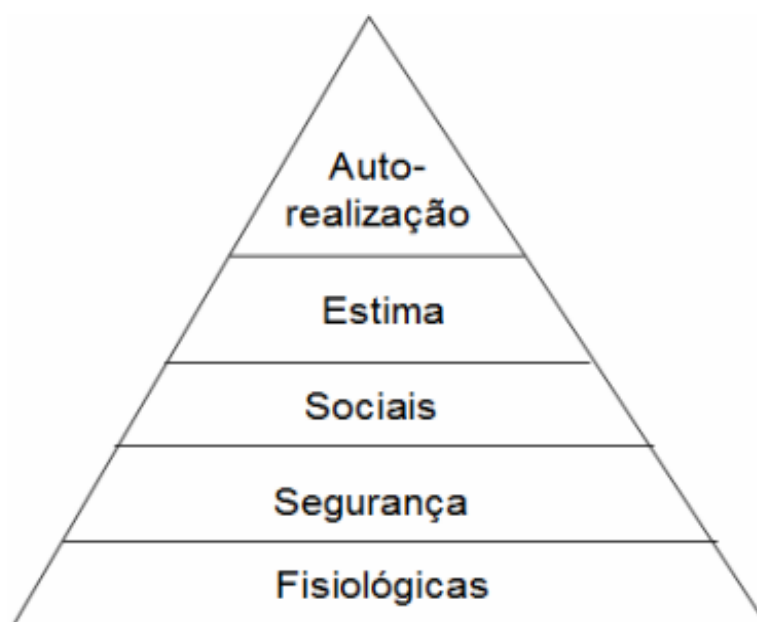 Auto-
realização
Estima
Sociais
Segurança
Fisiológicas